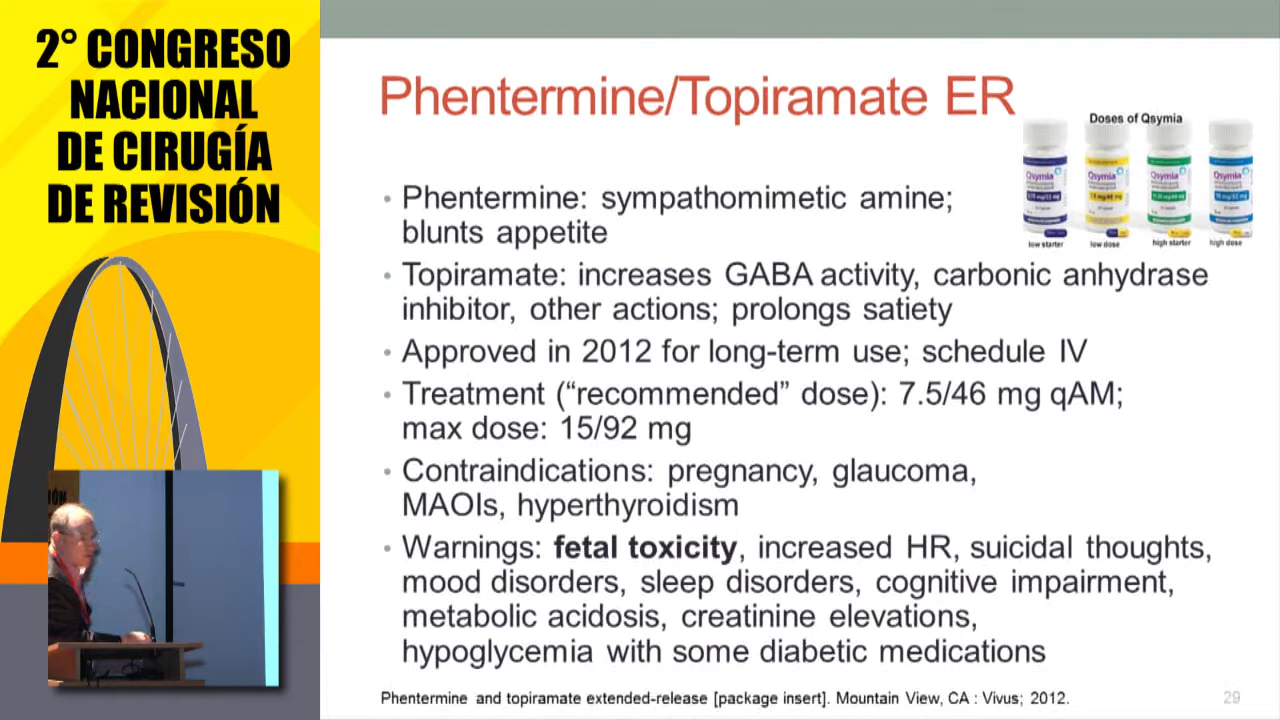 2° CONGRESO
NACIONAL
DE CIRUGÍA
DE REVISIÓN
Phentermine/Topiramate ER
Doses of Qsymia
Qsymia Qsymia Qsymia Qsymia
low starter low dose high starter high dose
• Phentermine: sympathomimetic amine;
blunts appetite
• Topiramate: increases GABA activity, carbonic anhydrase
inhibitor, other actions; prolongs satiety
• Approved in 2012 for long-term use; schedule IV
• Treatment (“recommended” dose): 7.5/46 mg qAM;
max dose: 15/92 mg
• Contraindications: pregnancy, glaucoma,
MAOIs, hyperthyroidism
• Warnings: fetal toxicity, increased HR, suicidal thoughts,
mood disorders, sleep disorders, cognitive impairment,
metabolic acidosis, creatinine elevations,
hypoglycemia with some diabetic medications
Phentermine and topiramate extended-release [package insert]. Mountain View, CA : Vivus; 2012.
29